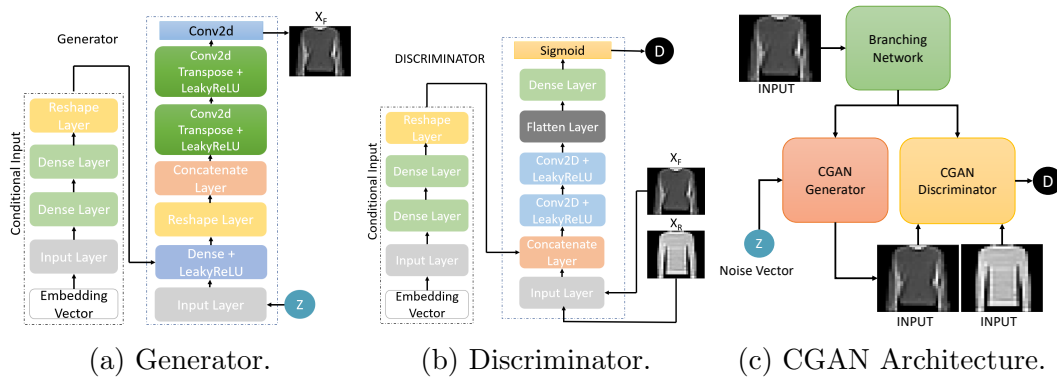 Generator
Conditional Input
Reshape
Layer
Dense Layer
Dense Layer
Input Layer
Embedding
Vector
Conv2d
Conv2d
Transpose +
LeakyReLU
Conv2d
Transpose +
LeakyReLU
Concatenate
Layer
Reshape Layer
Dense +
LeakyReLU
Input Layer
Z
X_F
(a) Generator.
DISCRIMINATOR
Conditional Input
Reshape
Layer
Dense Layer
Dense Layer
Input Layer
Embedding
Vector
Sigmoid
D
Dense Layer
Flatten Layer
Conv2D +
LeakyReLU
Conv2D +
LeakyReLU
Concatenate
Layer
Input Layer
X_F
X_R
(b) Discriminator.
INPUT
Branching
Network
CGAN
Generator
CGAN
Discriminator
D
Z
Noise Vector
INPUT
INPUT
(c) CGAN Architecture.